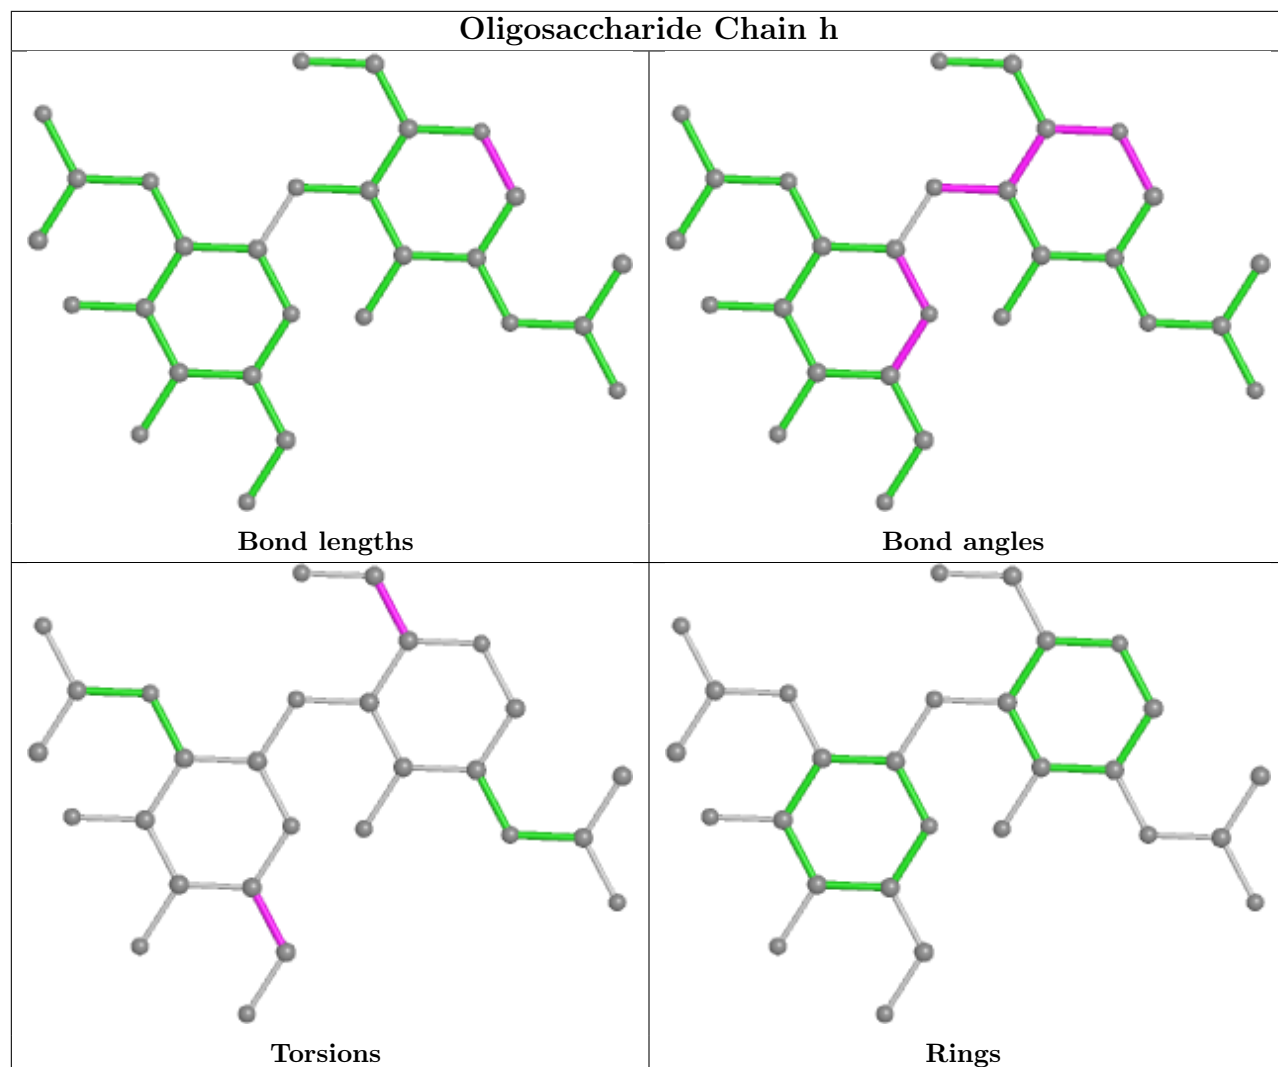 Oligosaccharide Chain h
Bond lengths
Bond angles
Torsions
Rings